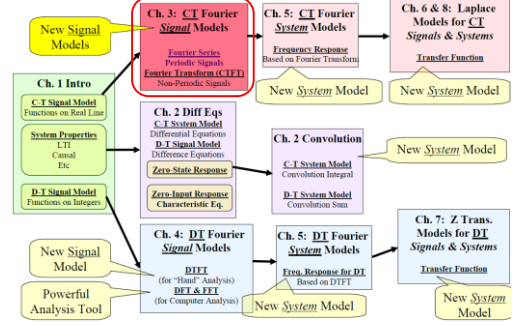 New Signal
Models
Ch. 3: CT Fourier
Signal Models
Fourier Series
Periodic Signals
Fourier Transform (CTFT)
Non-Periodic Signals
Ch. 5: CT Fourier
System Models
Frequency Response
Based on Fourier Transform
New System Model
Ch. 6 & 8: Laplace
Models for CT
Signals & Systems
Transfer Function
New System Model
Ch. 1 Intro
C-T Signal Model
Functions on Real Line
System Properties
LTI
Causal
Etc
D-T Signal Model
Functions on Integers
Ch. 2 Diff Eqs
C-T System Model
Differential Equations
D-T Signal Model
Difference Equations
Zero-State Response
Zero-Input Response
Characteristic Eq.
Ch. 2 Convolution
C-T System Model
Convolution Integral
D-T System Model
Convolution Sum
New System Model
New Signal
Model
Powerful
Analysis Tool
Ch. 4: DT Fourier
Signal Models
DTFT
(for “Hand” Analysis)
DFT & FFT
(for Computer Analysis)
Ch. 5: DT Fourier
System Models
Freq. Response for DT
Based on DTFT
New System Model
Ch. 7: Z Trans.
Models for DT
Signals & Systems
Transfer Function
New System
Model